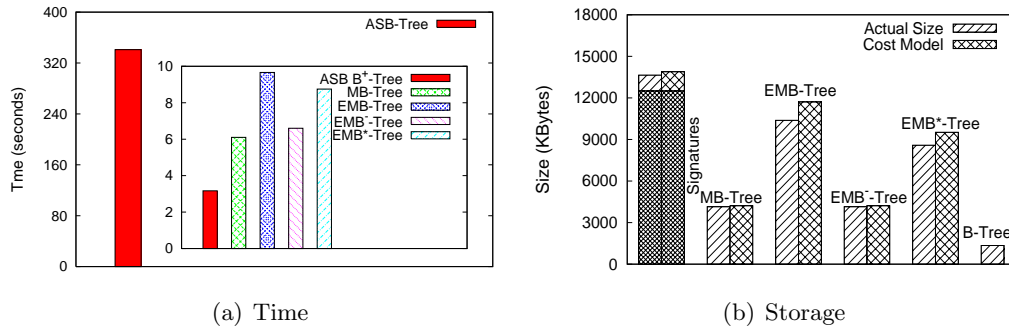 Tme (seconds)
400
320
240
160
80
0
ASB-Tree
10
8
6
4
2
0
ASB B+-Tree
MB-Tree
EMB-Tree
EMB--Tree
EMB*-Tree
(a) Time
Size (KBytes)
18000
15000
12000
9000
6000
3000
0
Actual Size
Cost Model
Signatures
MB-Tree
EMB-Tree
EMB--Tree
EMB*-Tree
B-Tree
(b) Storage